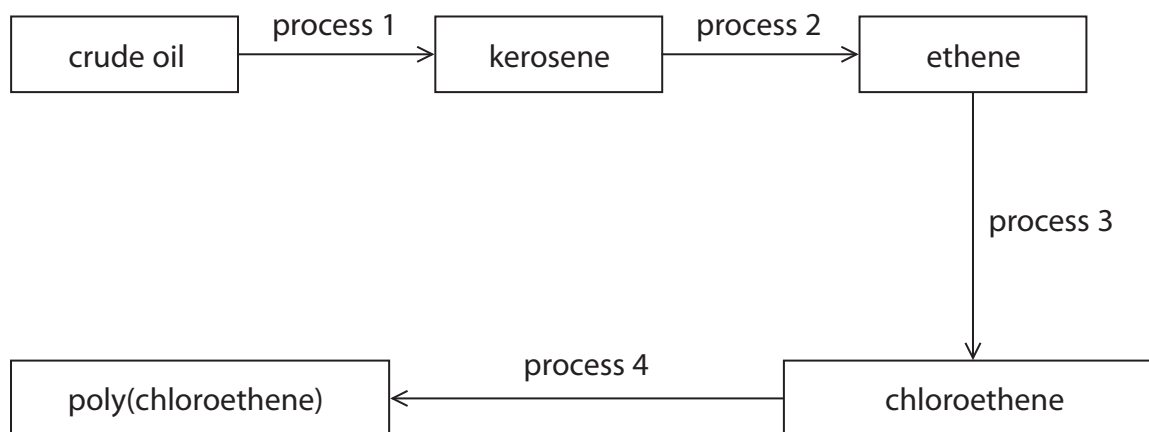 process 1
process 2
crude oil
kerosene
ethene
process 3
process 4
poly(chloroethene)
chloroethene